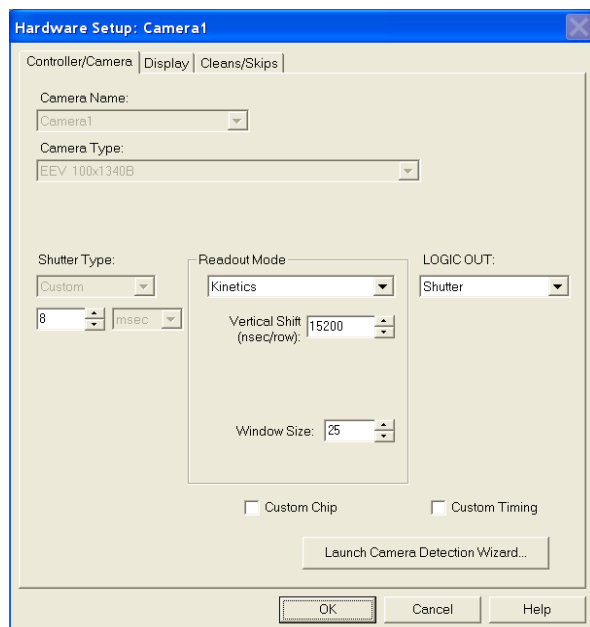 Hardware Setup: Camera1
Controller/Camera Display Cleans/Skips
Camera Name:
Camera1
Camera Type:
EEV 100x1340B
Shutter Type:
Custom
8 msec
Readout Mode
Kinetics
Vertical Shift
(nsec/row):
15200
Window Size: 25
LOGIC OUT:
Shutter
Custom Chip
Custom Timing
Launch Camera Detection Wizard...
OK Cancel Help